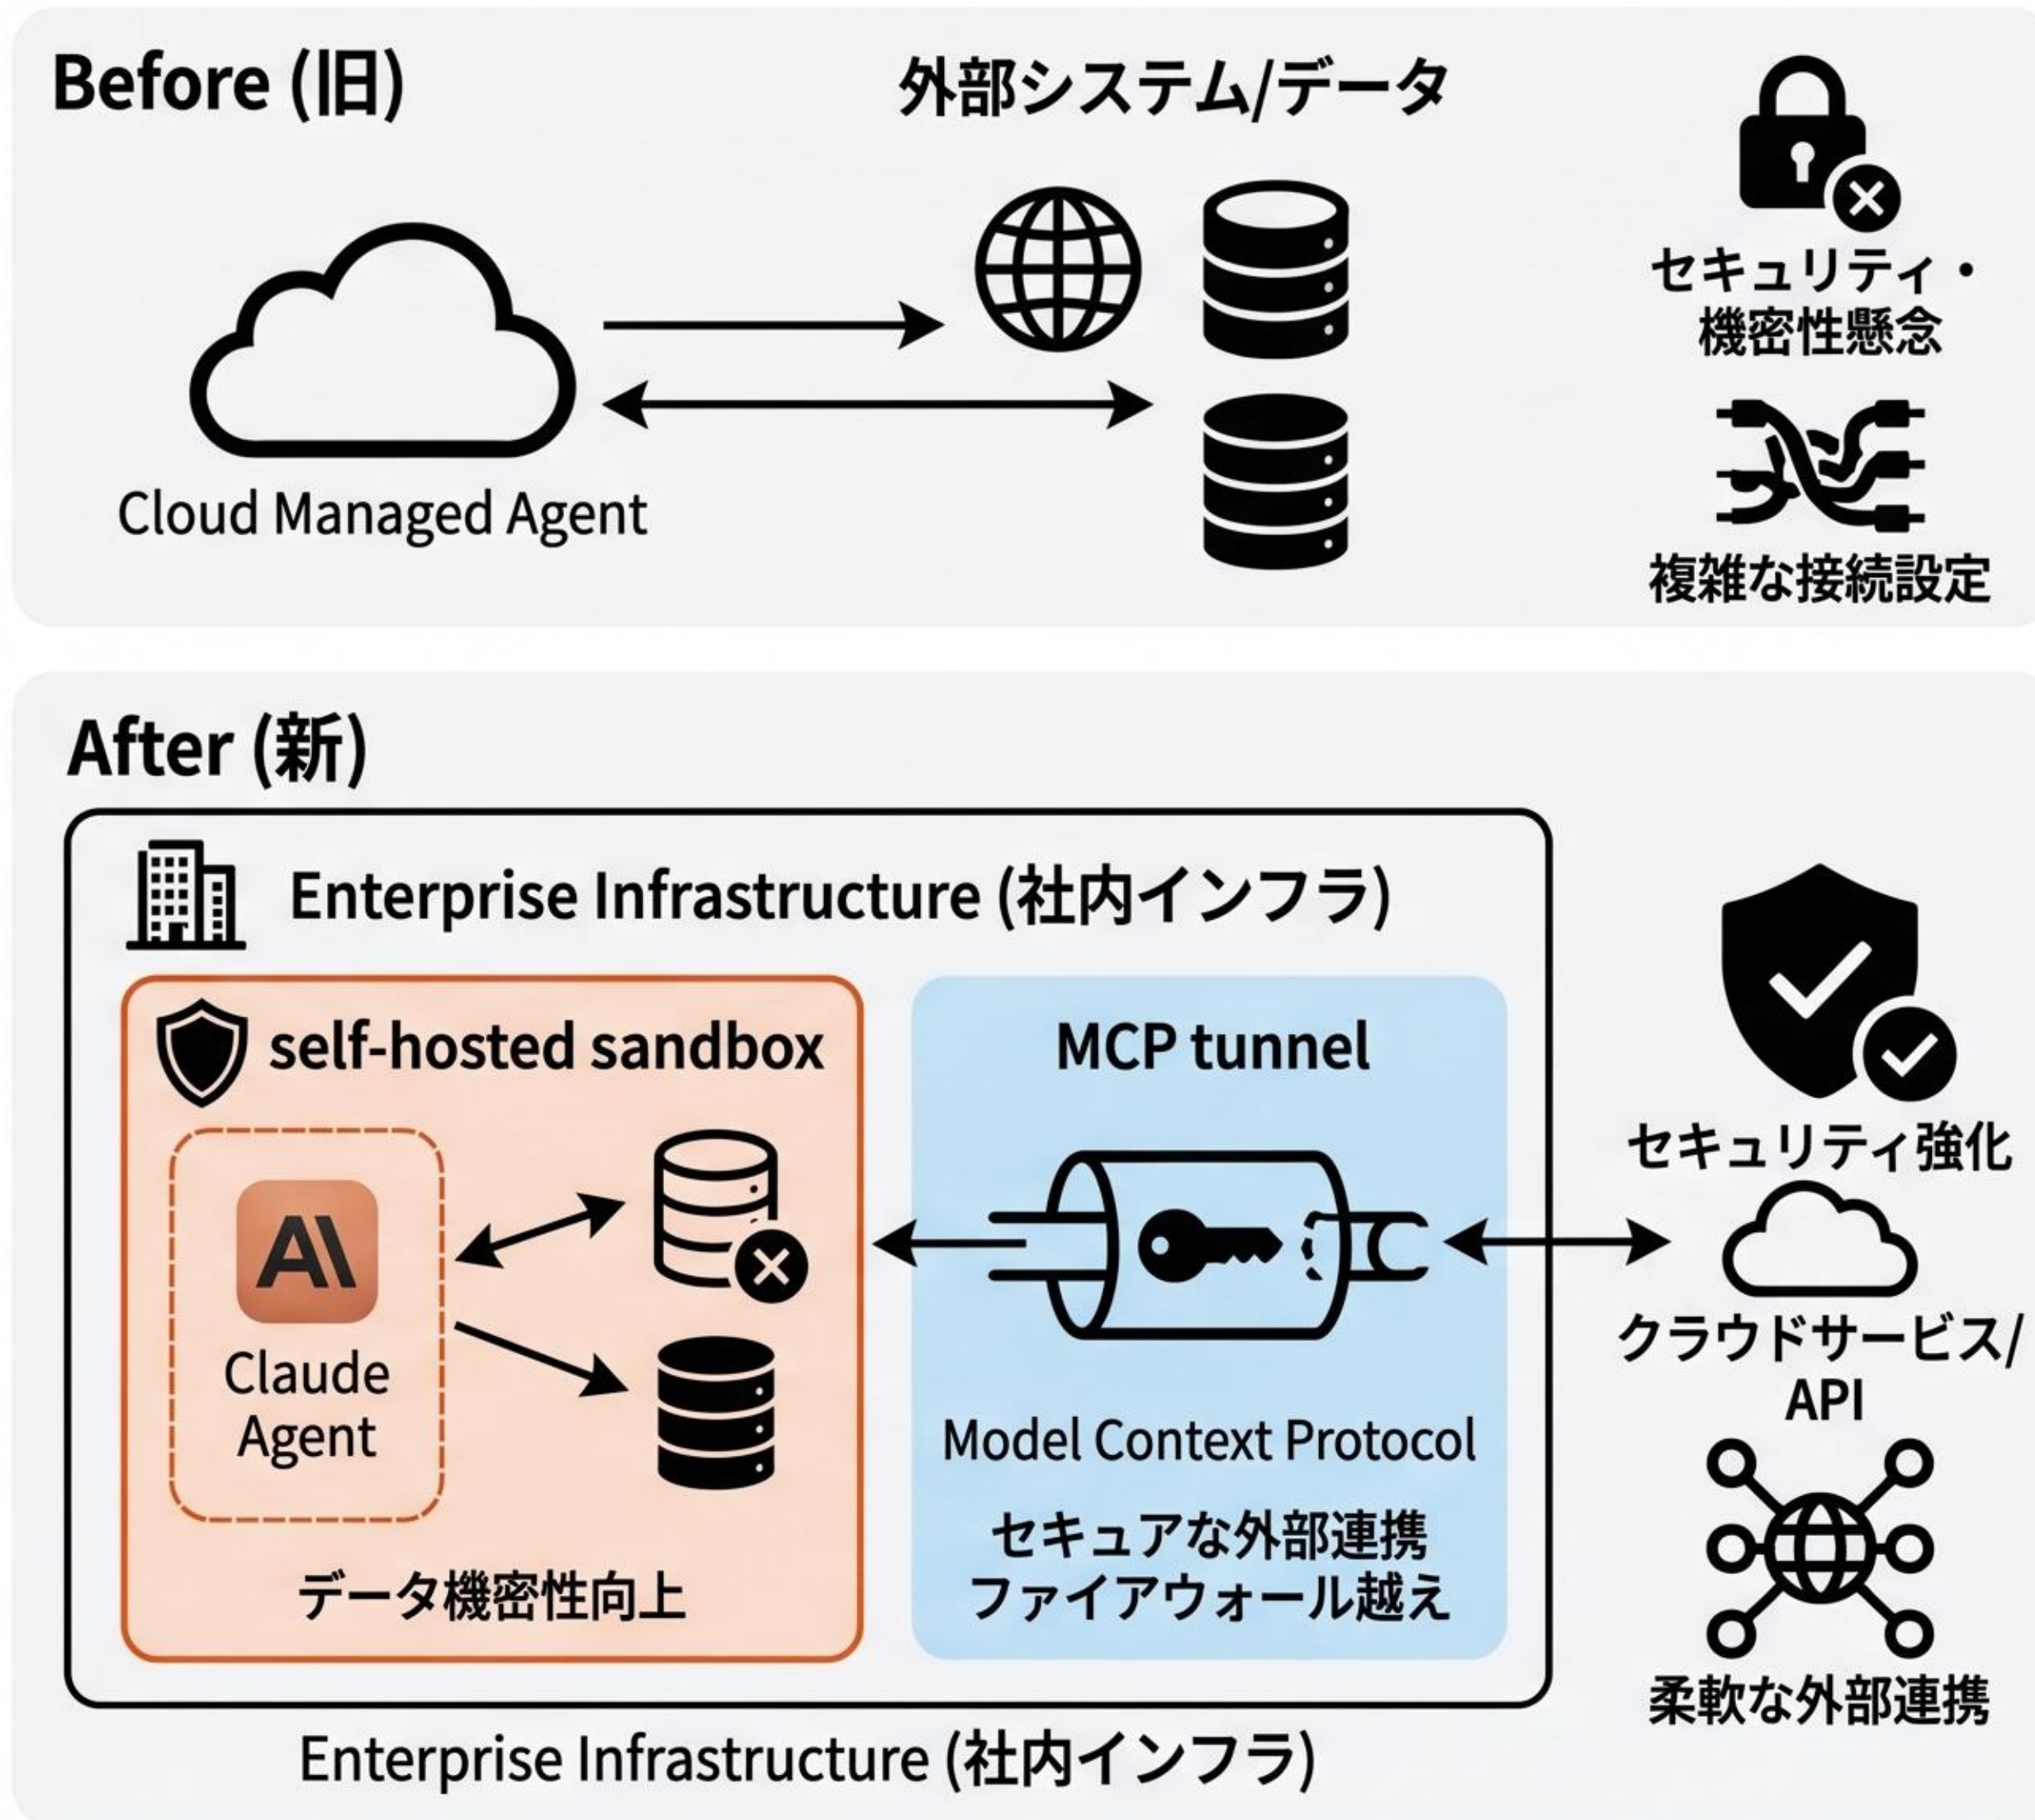 Before (旧)
外部システム/データ
Cloud Managed Agent
セキュリティ・
機密性懸念
複雑な接続設定
After (新)
Enterprise Infrastructure (社内インフラ)
self-hosted sandbox
Claude
Agent
データ機密性向上
MCP tunnel
Model Context Protocol
セキュアな外部連携
ファイアウォール越え
Enterprise Infrastructure (社内インフラ)
セキュリティ強化
クラウドサービス/
API
柔軟な外部連携